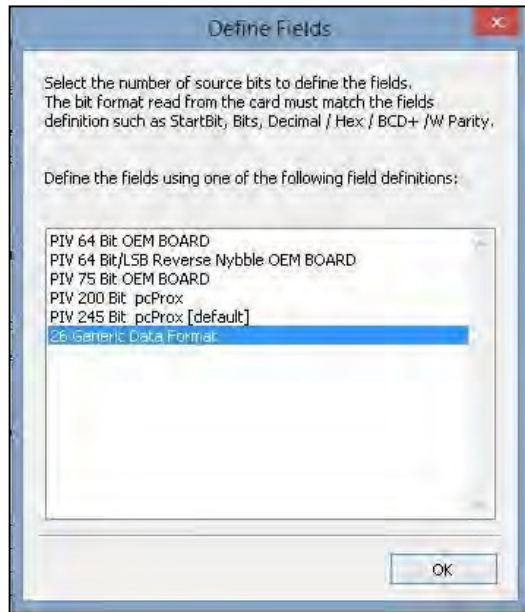 Define Fields
Select the number of source bits to define the fields.
The bit format read from the card must match the fields
definition such as StartBit, Bits, Decimal / Hex / BCD+ /W Parity.
Define the fields using one of the following field definitions:
PIV 64 Bit OEM BOARD
PIV 64 Bit/LSB Reverse Nybble OEM BOARD
PIV 75 Bit OEM BOARD
PIV 200 Bit pcProx
PIV 245 Bit pcProx [default]
26 Generic Data Format
OK